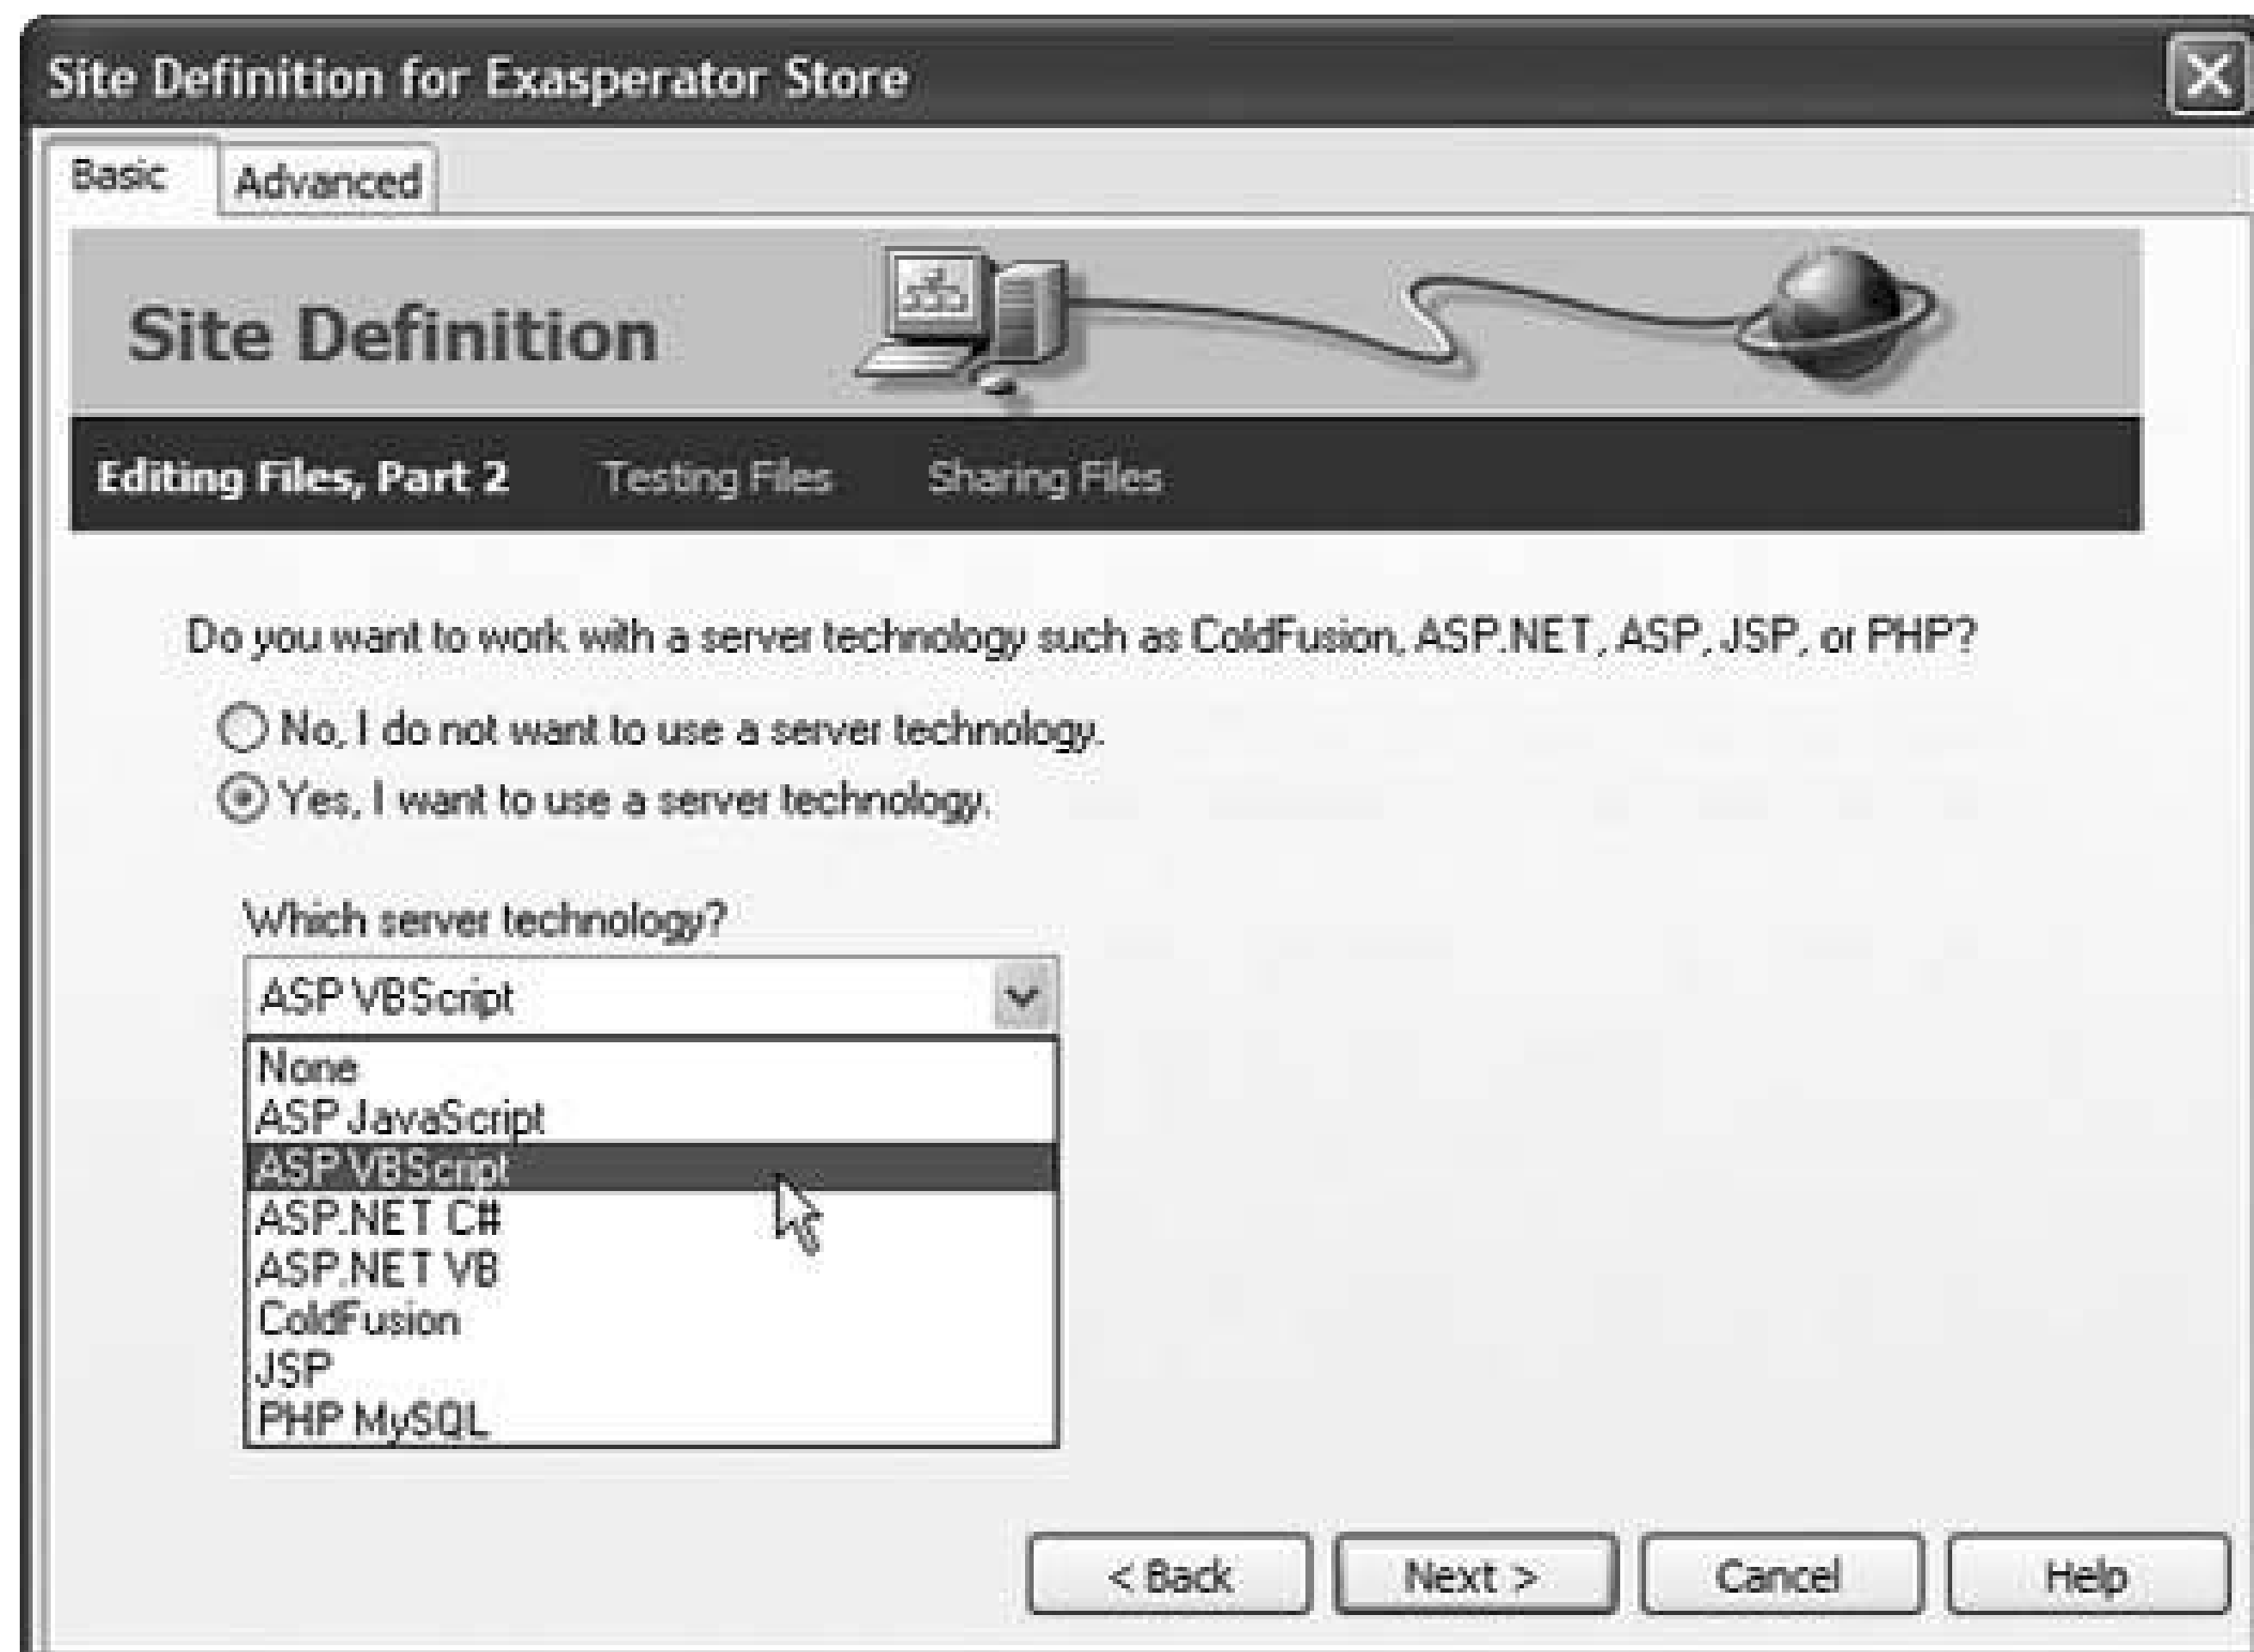 Site Definition for Exasperator Store
Basic Advanced
Site Definition
Editing Files, Part 2 Testing Files Sharing Files
Do you want to work with a server technology such as ColdFusion, ASP.NET, ASP, JSP, or PHP?
No, I do not want to use a server technology.
Yes, I want to use a server technology.
Which server technology?
ASP VBScript
None
ASP JavaScript
ASP VBScript
ASP.NET C#
ASP.NET VB
ColdFusion
JSP
PHP MySQL
< Back Next > Cancel Help